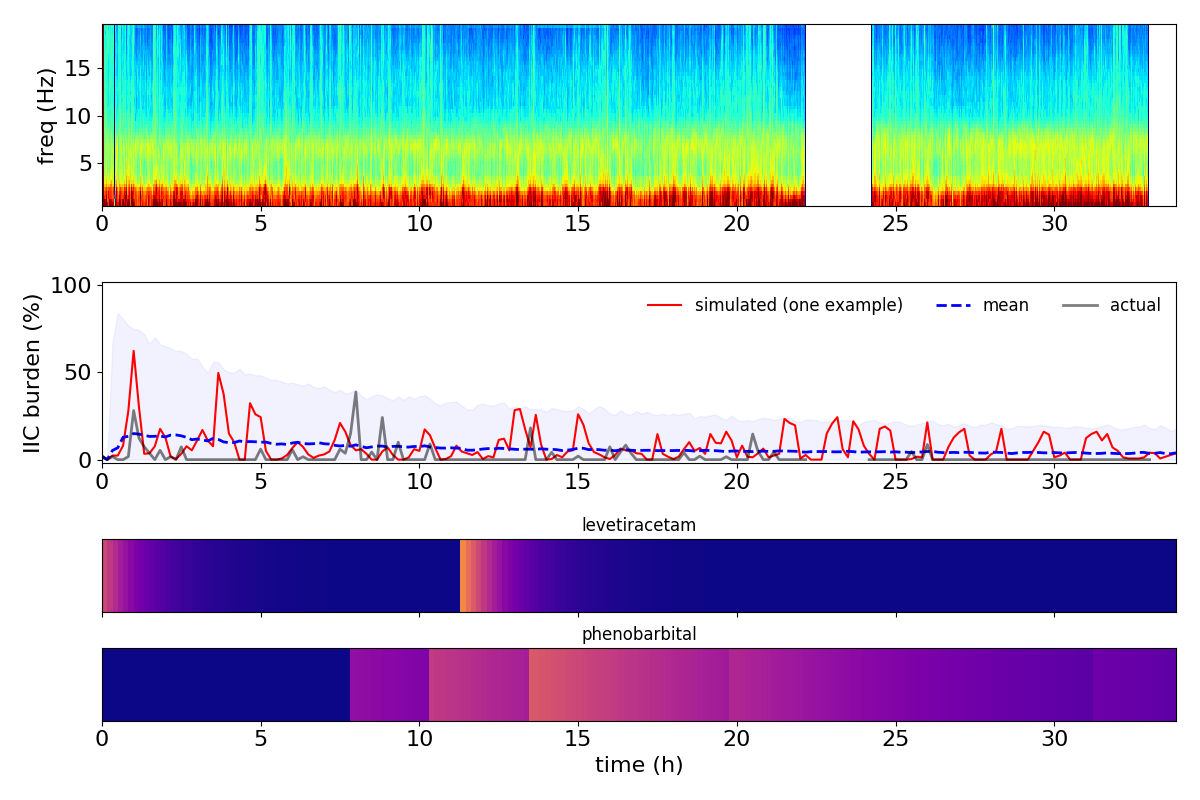 15
10
5
freq (Hz)
0 5 10 15 20 25 30
100
50
0
IIC burden (%)
simulated (one example) mean actual
0 5 10 15 20 25 30
levetiracetam
phenobarbital
0 5 10 15 20 25 30
time (h)